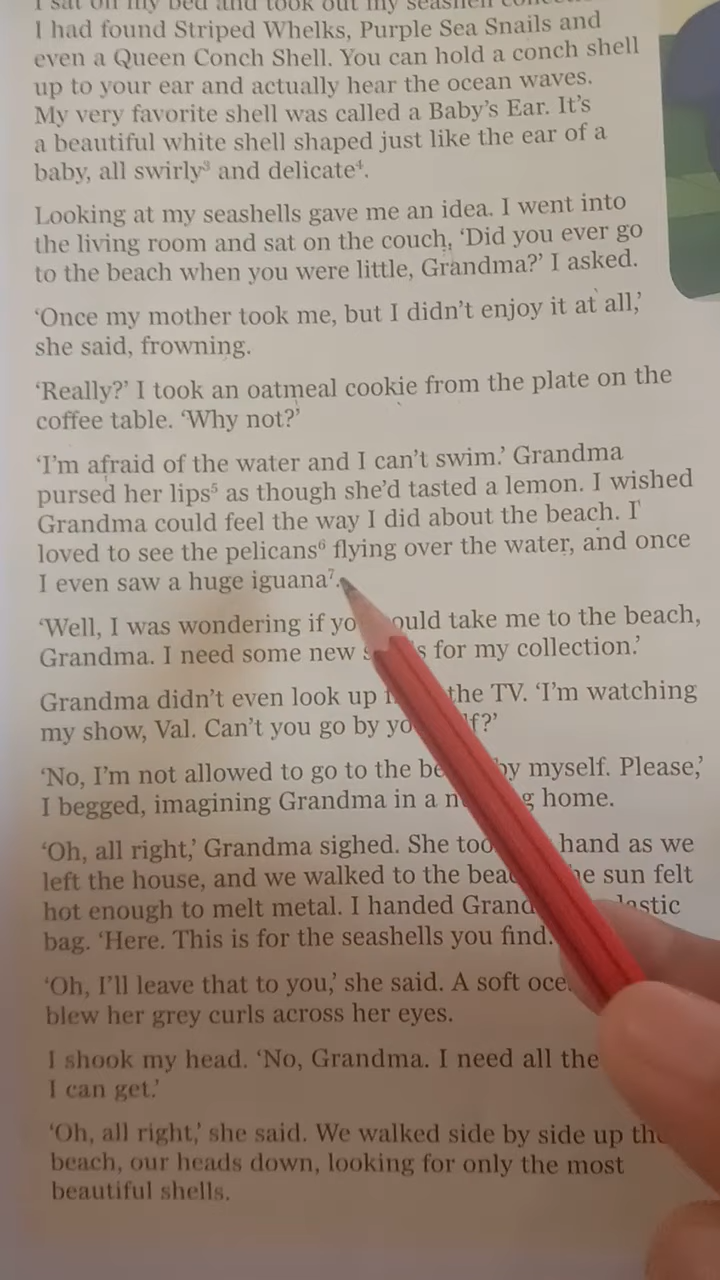 I sat on my bed and took out my seashell
I had found Striped Whelks, Purple Sea Snails and
even a Queen Conch Shell. You can hold a conch shell
up to your ear and actually hear the ocean waves.
My very favorite shell was called a Baby's Ear. It's
a beautiful white shell shaped just like the ear of a
baby, all swirly³ and delicate⁴.
Looking at my seashells gave me an idea. I went into
the living room and sat on the couch, 'Did you ever go
to the beach when you were little, Grandma?' I asked.
'Once my mother took me, but I didn't enjoy it at all,'
she said, frowning.
'Really?' I took an oatmeal cookie from the plate on the
coffee table. 'Why not?'
'I'm afraid of the water and I can't swim.' Grandma
pursed her lips⁵ as though she'd tasted a lemon. I wished
Grandma could feel the way I did about the beach. I
loved to see the pelicans⁶ flying over the water, and once
I even saw a huge iguana⁷.
'Well, I was wondering if take me to the beach,
Grandma. I need some new for my collection.'
Grandma didn't even look up the TV. 'I'm watching
my show, Val. Can't you go by
'No, I'm not allowed to go to the by myself. Please,'
I begged, imagining Grandma in a home.
'Oh, all right,' Grandma sighed. She hand as we
left the house, and we walked to the sun felt
hot enough to melt metal. I handed
bag. 'Here. This is for the seashells you find.
'Oh, I'll leave that to you,' she said. A soft
blew her grey curls across her eyes.
I shook my head. 'No, Grandma. I need all the
I can get.'
'Oh, all right,' she said. We walked side by side up the
beach, our heads down, looking for only the most
beautiful shells.